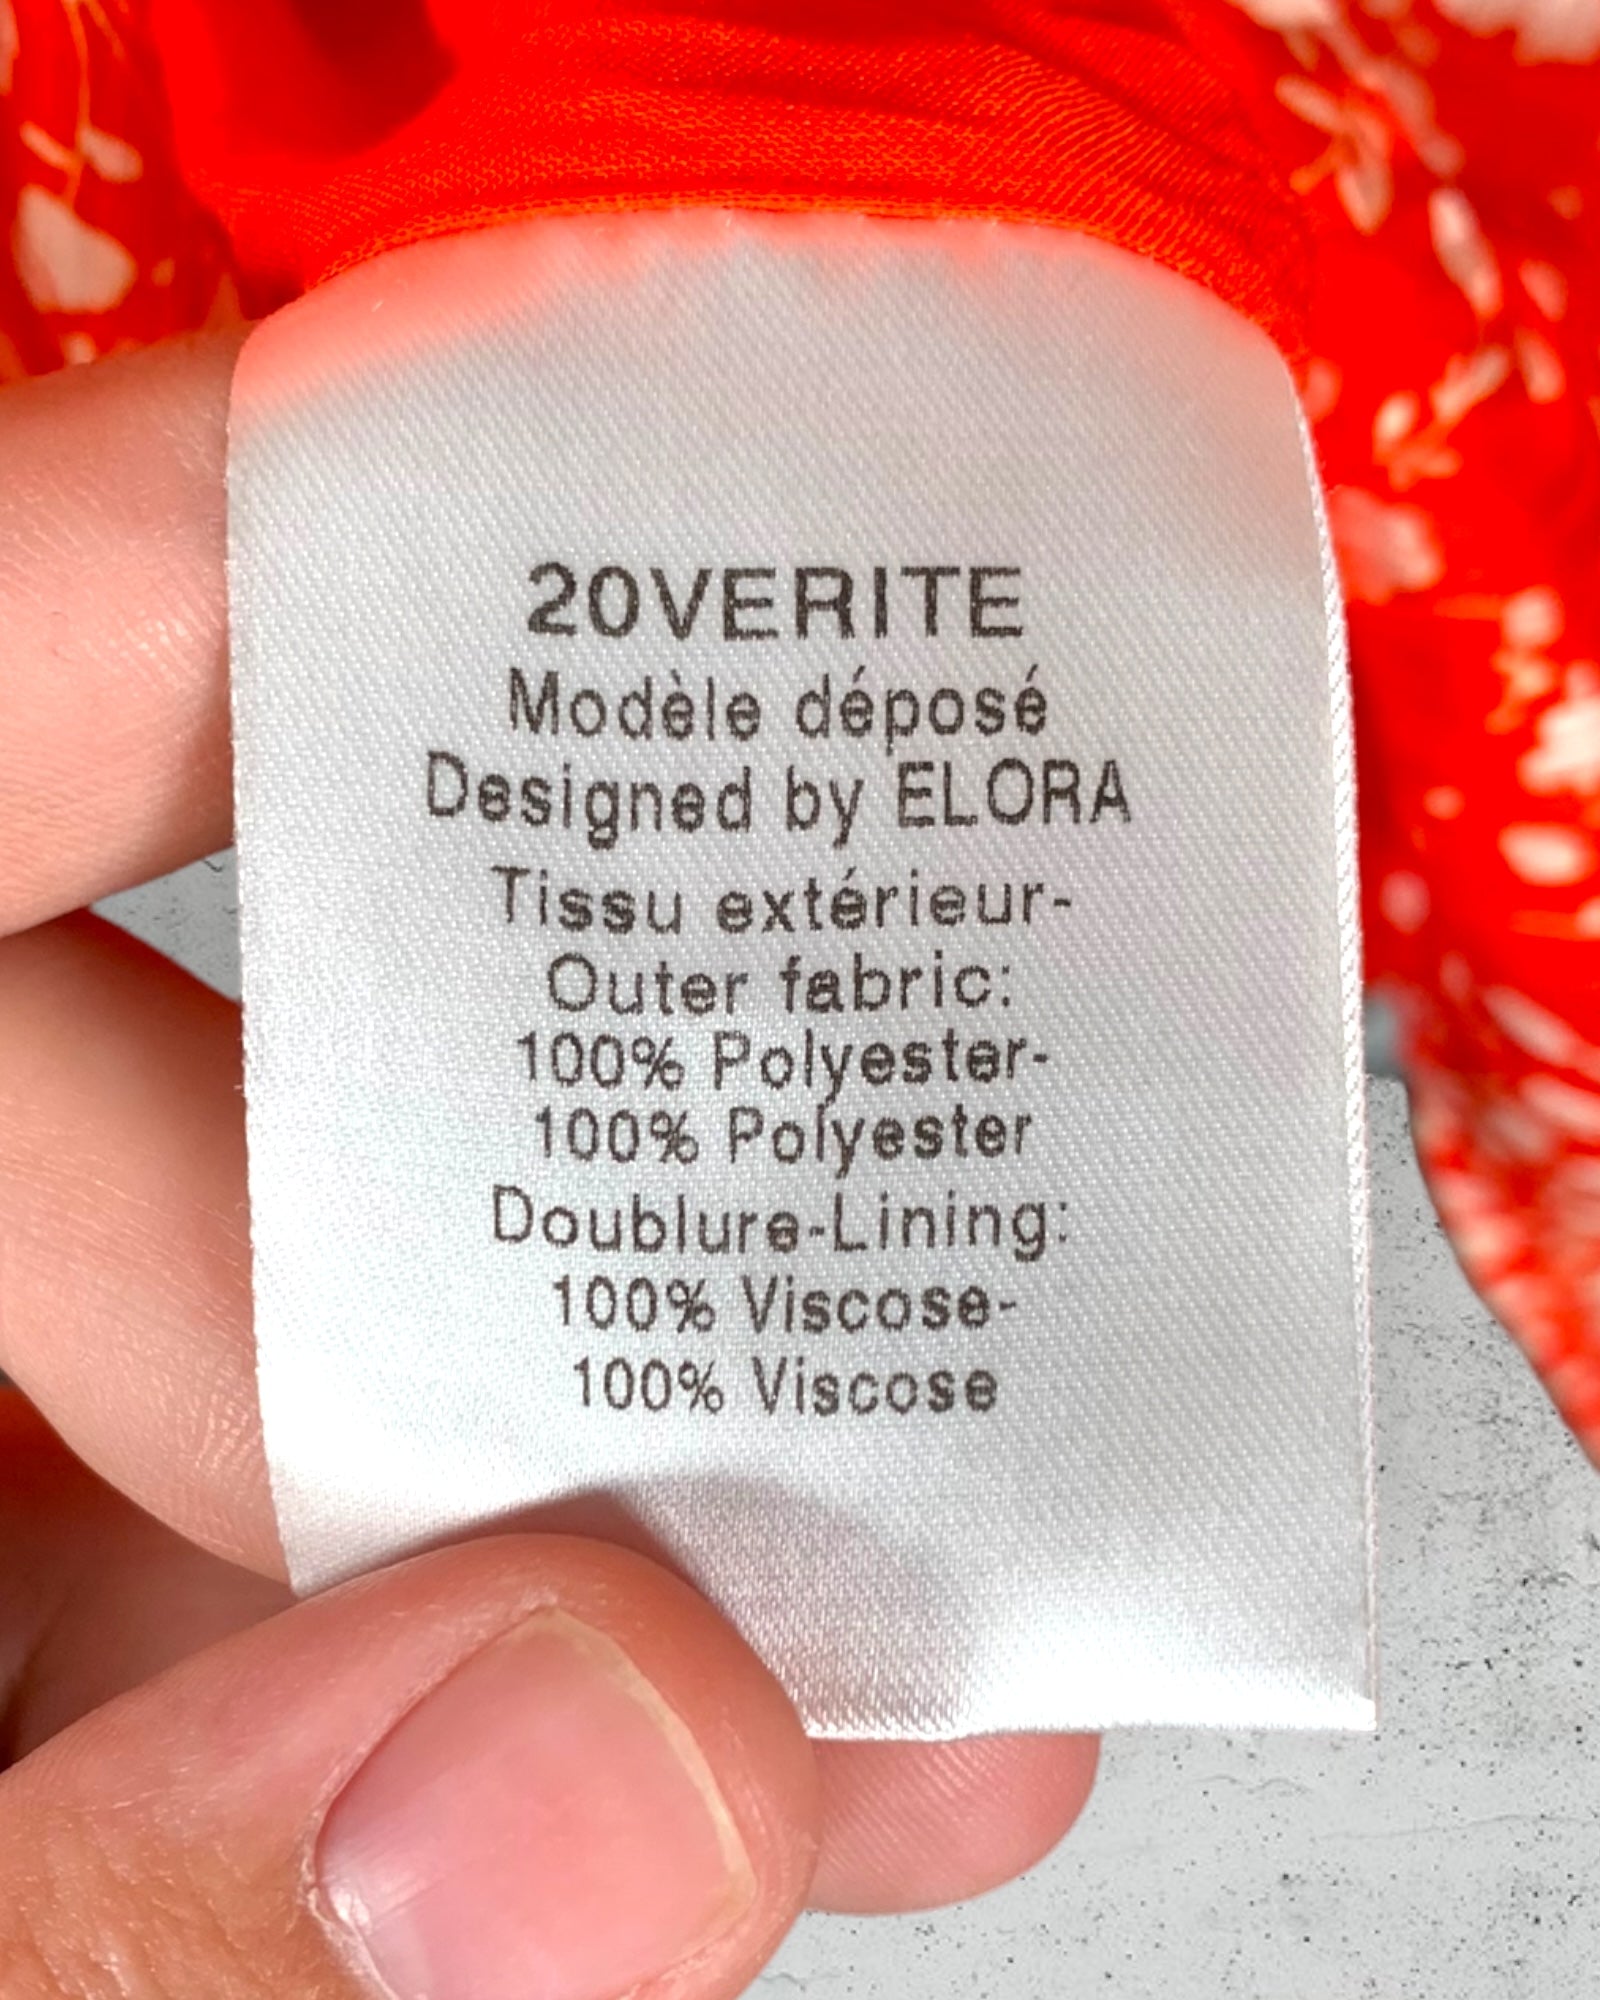 20VERITE
Modèle déposé
Designed by ELORA
Tissu extérieur-
Outer fabric:
100% Polyester-
100% Polyester
Doublure-Lining:
100% Viscose-
100% Viscose